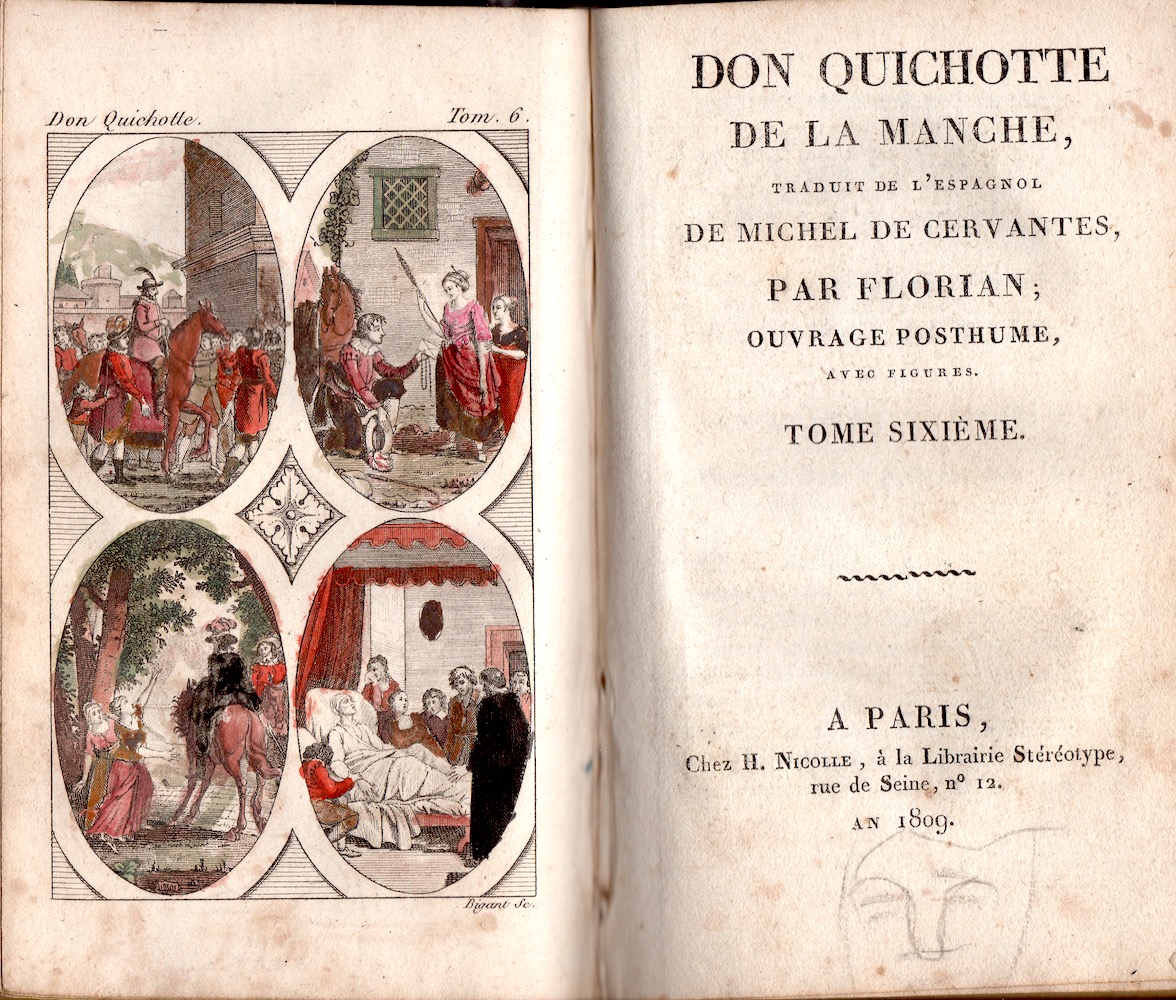 Don Quichotte. Tom. 6.
Bigant Sc.
DON QUICHOTTE
DE LA MANCHE,
TRADUIT DE L'ESPAGNOL
DE MICHEL DE CERVANTES,
PAR FLORIAN;
OUVRAGE POSTHUME,
AVEC FIGURES.
TOME SIXIÈME.
A PARIS,
Chez H. NICOLLE, à la Librairie Stéréotype,
rue de Seine, nº 12.
AN 1809.